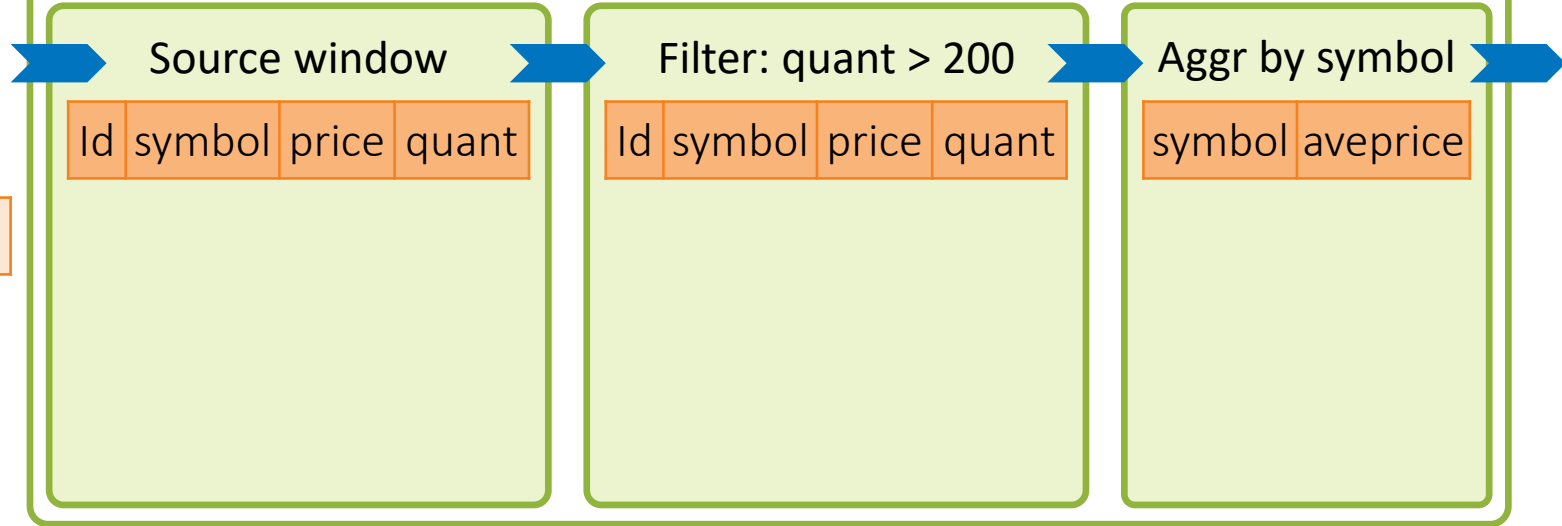 Source window
Id symbol price quant
Filter: quant > 200
Id symbol price quant
Aggr by symbol
symbol aveprice